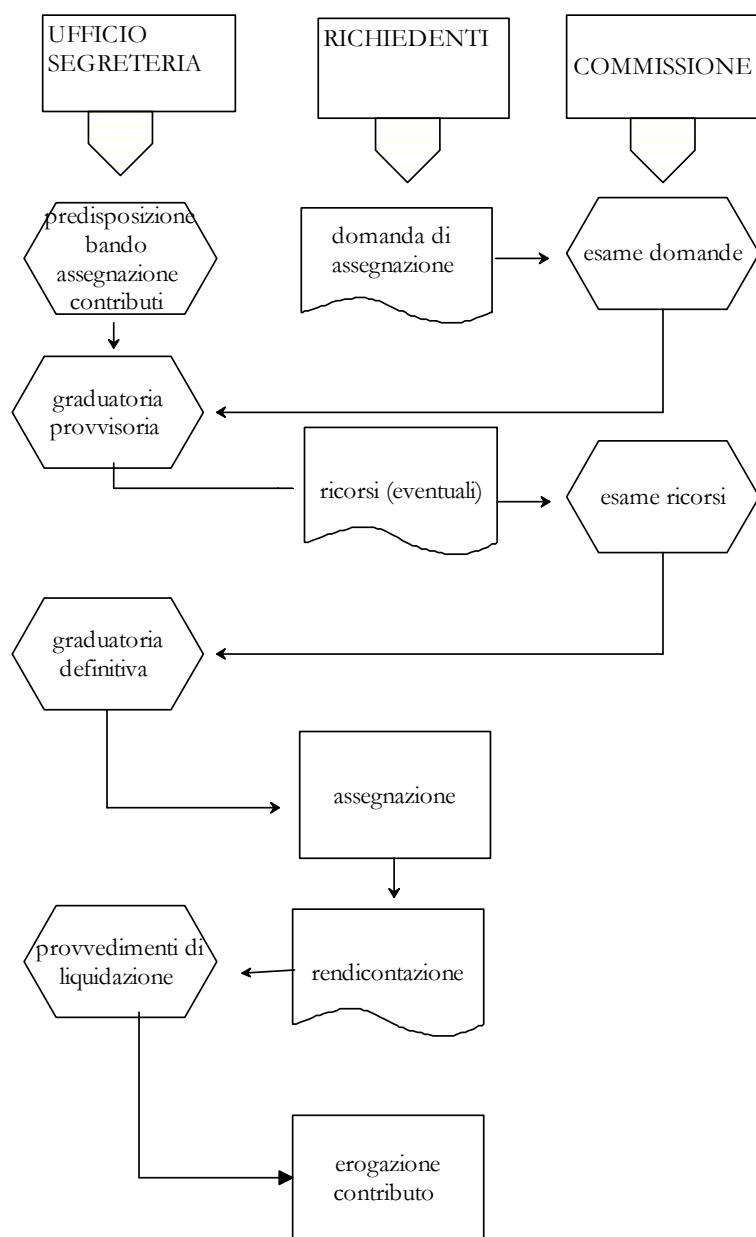 UFFICIO
SEGRETERIA
RICHIEDENTI
COMMISSIONE
predisposizione
bando
assegnazione
contributi
domanda di
assegnazione
esame domande
graduatoria
provvisoria
ricorsi (eventuali)
esame ricorsi
graduatoria
definitiva
assegnazione
provvedimenti di
liquidazione
rendicontazione
erogazione
contributo